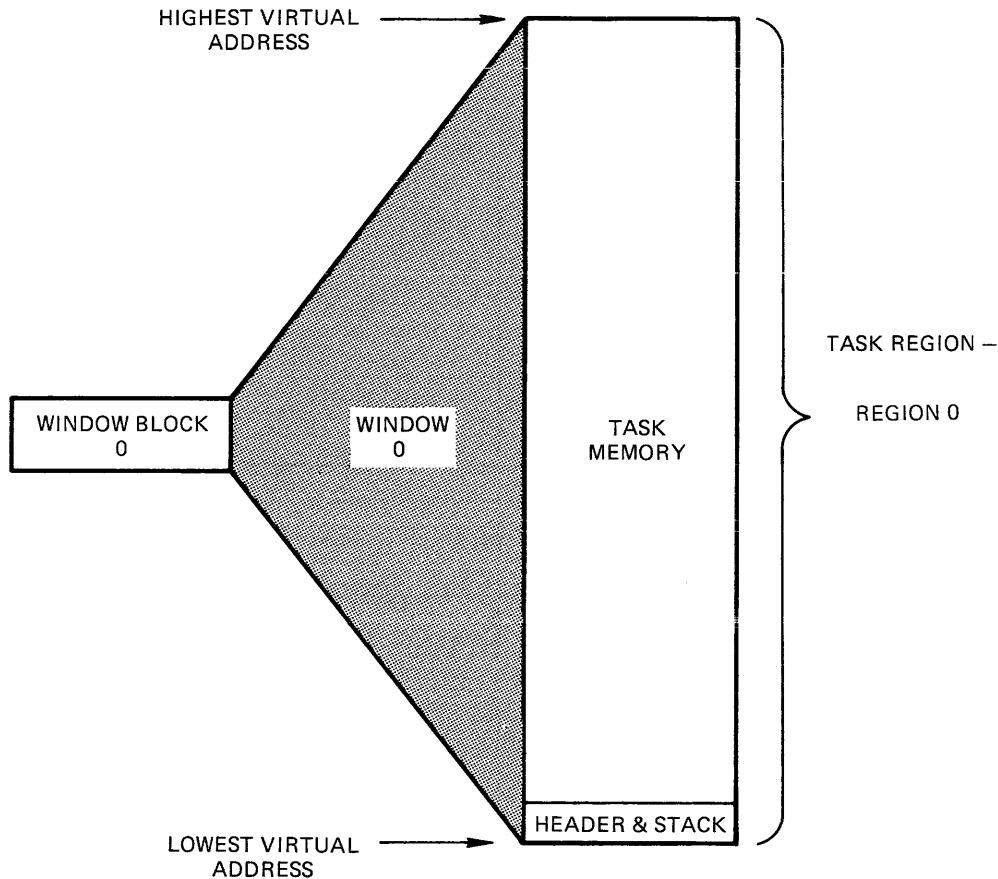 HIGHEST VIRTUAL
ADDRESS
TASK REGION –
REGION 0
WINDOW BLOCK
0
WINDOW
0
TASK
MEMORY
HEADER & STACK
LOWEST VIRTUAL
ADDRESS